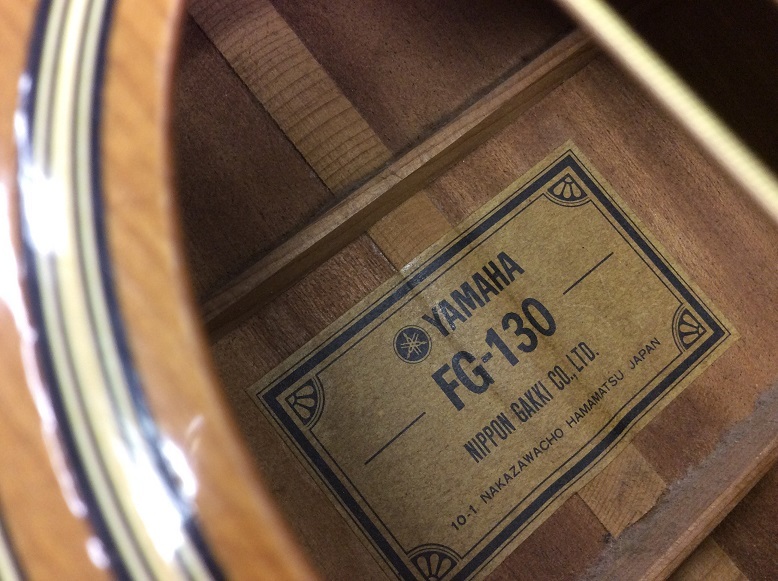 YAMAHA
FG-130
NIPPON GAKKI CO.,LTD.
10-1 NAKAZAWACHO HAMAMATSU JAPAN